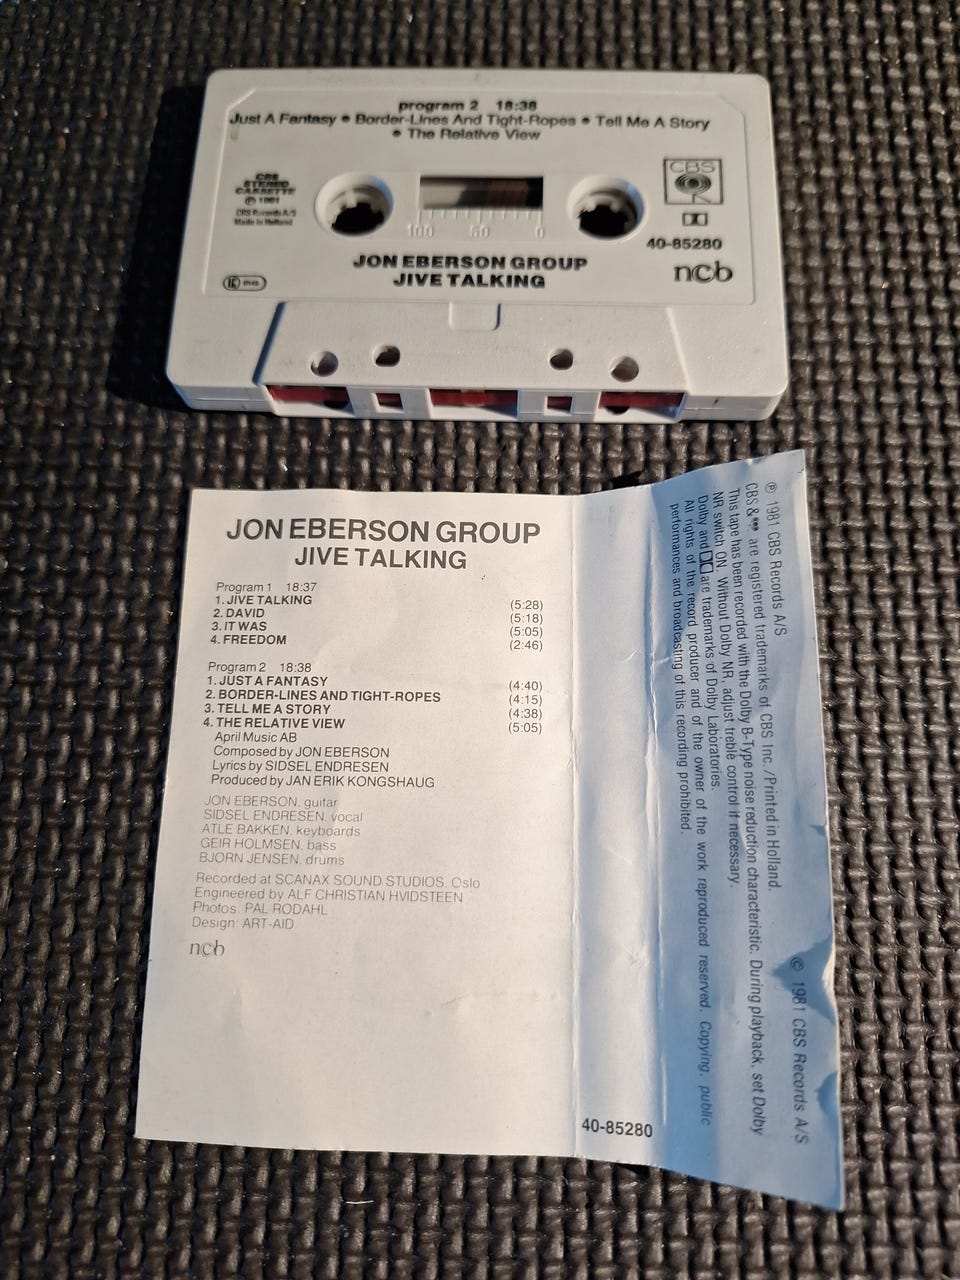 program 2 18:38
Just A Fantasy • Border-Lines And Tight-Ropes • Tell Me A Story
• The Relative View
CBS
STEREO
CASSETTE
℗ 1981
CBS Records A/S
Made in Holland
CBS
100 50 0
40-85280
JON EBERSON GROUP
JIVE TALKING
ncb
JON EBERSON GROUP
JIVE TALKING
Program 1 18:37
1. JIVE TALKING (5:28)
2. DAVID (5:18)
3. IT WAS (5:05)
4. FREEDOM (2:46)
Program 2 18:38
1. JUST A FANTASY (4:40)
2. BORDER-LINES AND TIGHT-ROPES (4:15)
3. TELL ME A STORY (4:38)
4. THE RELATIVE VIEW (5:05)
April Music AB
Composed by JON EBERSON
Lyrics by SIDSEL ENDRESEN
Produced by JAN ERIK KONGSHAUG
JON EBERSON, guitar
SIDSEL ENDRESEN, vocal
ATLE BAKKEN, keyboards
GEIR HOLMSEN, bass
BJORN JENSEN, drums
Recorded at SCANAX SOUND STUDIOS, Oslo
Engineered by ALF CHRISTIAN HVIDSTEEN
Photos: PAL RODAHL
Design: ART-AID
ncb
40-85280
℗ 1981 CBS Records A/S © 1981 CBS Records A/S
CBS & are registered trademarks of CBS Inc./Printed in Holland.
This tape has been recorded with the Dolby B-Type noise reduction characteristic. During playback, set Dolby
NR switch ON. Without Dolby NR, adjust treble control if necessary.
Dolby and are trademarks of Dolby Laboratories.
All rights of the record producer and of the owner of the work reproduced reserved. Copying, public
performances and broadcasting of this recording prohibited.